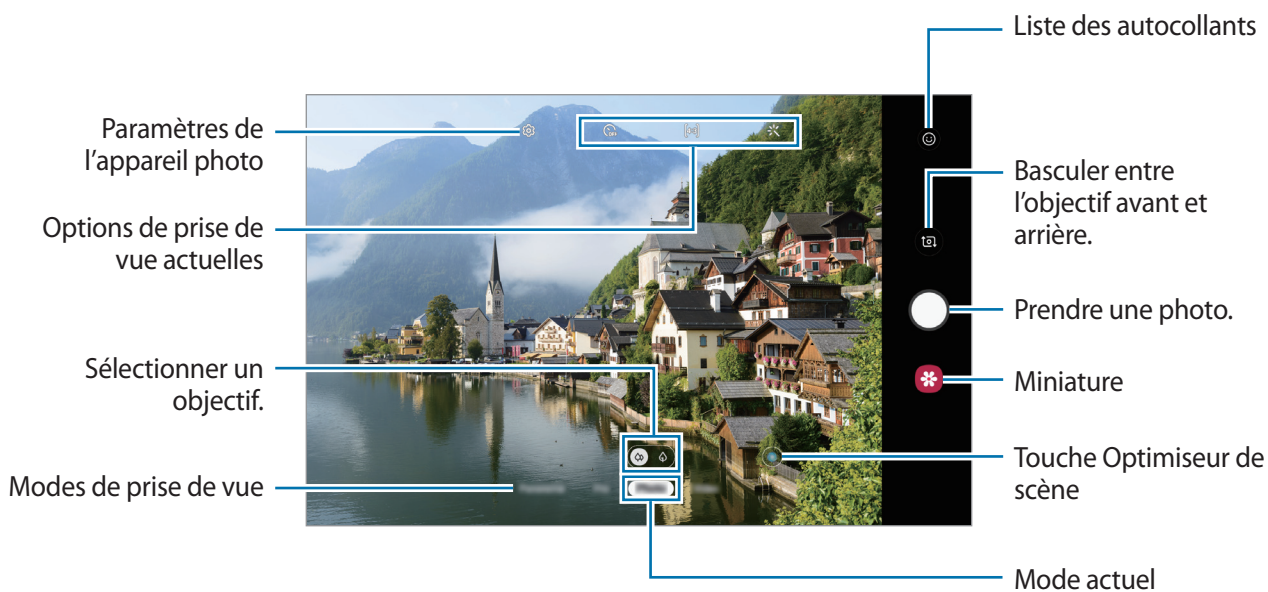 Liste des autocollants
Paramètres de
l'appareil photo
Basculer entre
l'objectif avant et
arrière.
Options de prise de
vue actuelles
Prendre une photo.
Sélectionner un
objectif.
Miniature
Touche Optimiseur de
scène
Modes de prise de vue
Mode actuel